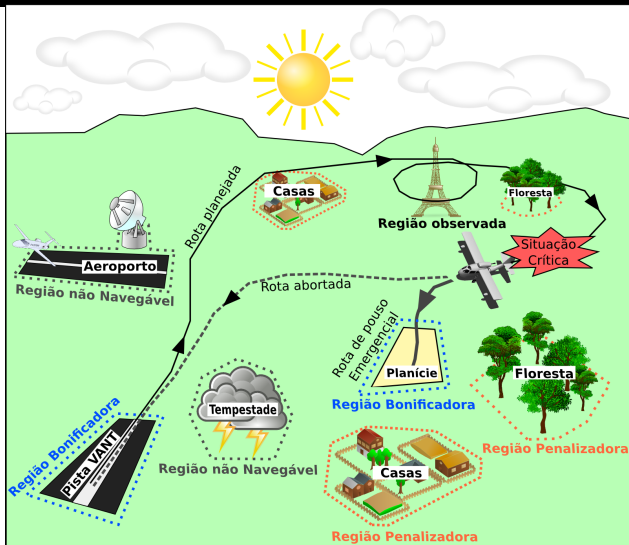 Rota planejada
Casas
Floresta
Região observada
Situação
Crítica
Aeroporto
Região não Navegável
Rota abortada
Rota de pouso
Emergencial
Planície
Região Bonificadora
Floresta
Região Penalizadora
Tempestade
Região não Navegável
Região Bonificadora
Pista VANT
Casas
Região Penalizadora